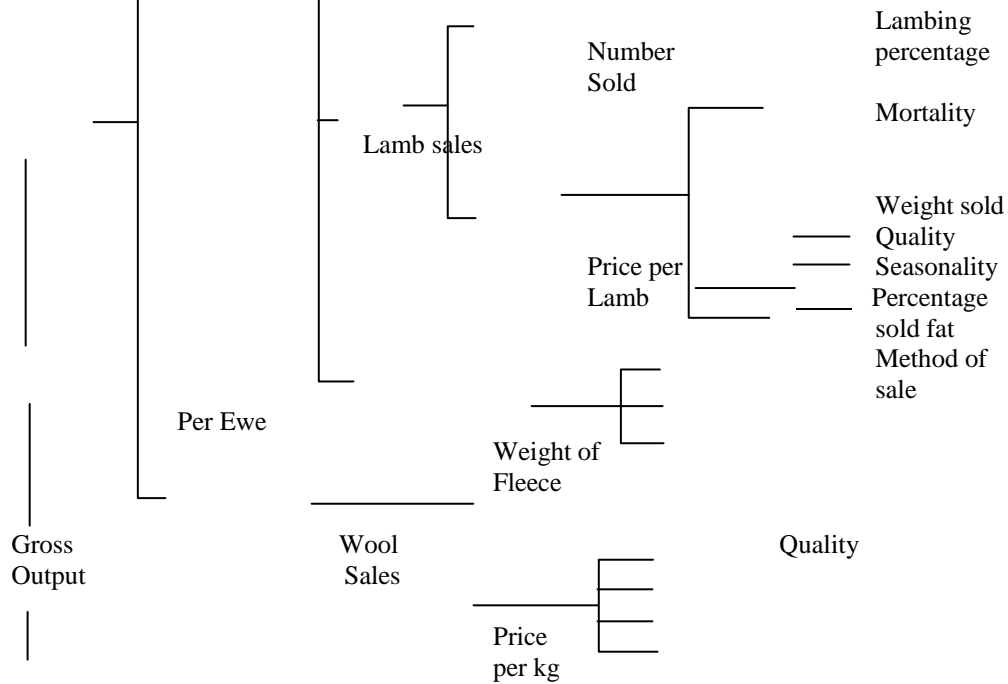 Lambing
percentage
Number
Sold
Mortality
Lamb sales
Weight sold
Quality
Price per
Lamb
Seasonality
Percentage
sold fat
Method of
sale
Per Ewe
Weight of
Fleece
Gross
Output
Wool
Sales
Quality
Price
per kg